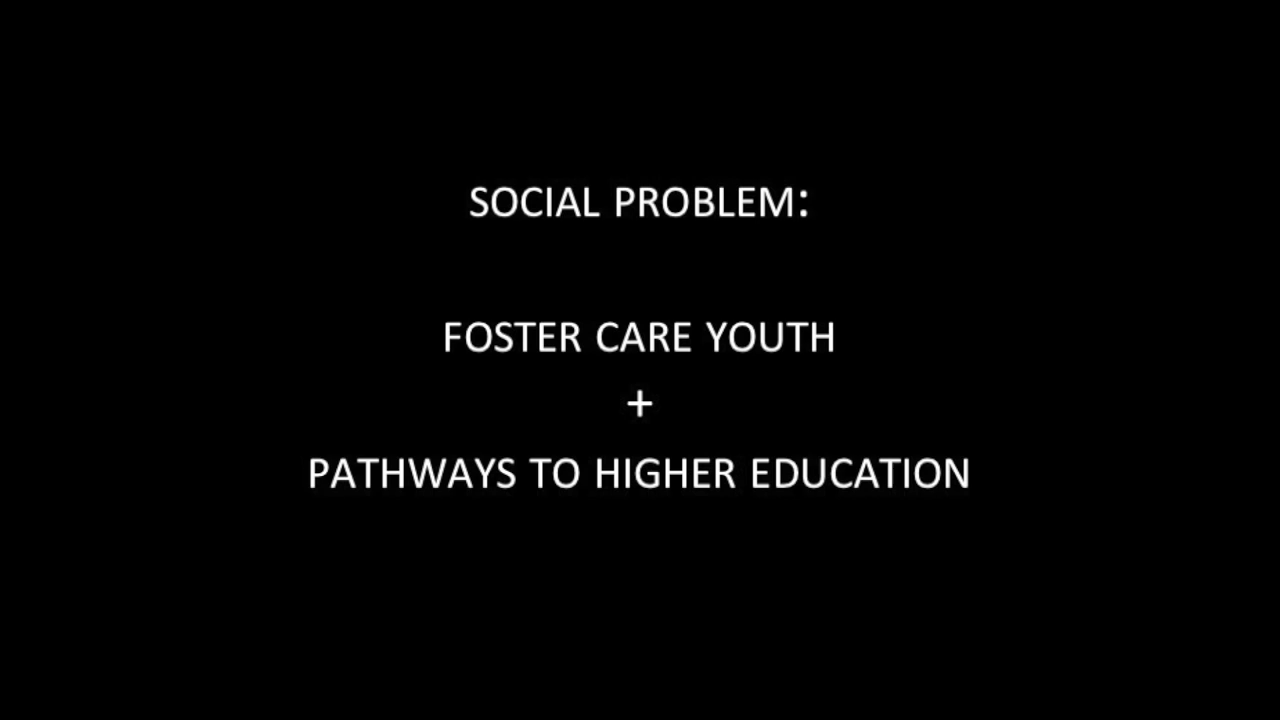 SOCIAL PROBLEM:
FOSTER CARE YOUTH
+
PATHWAYS TO HIGHER EDUCATION